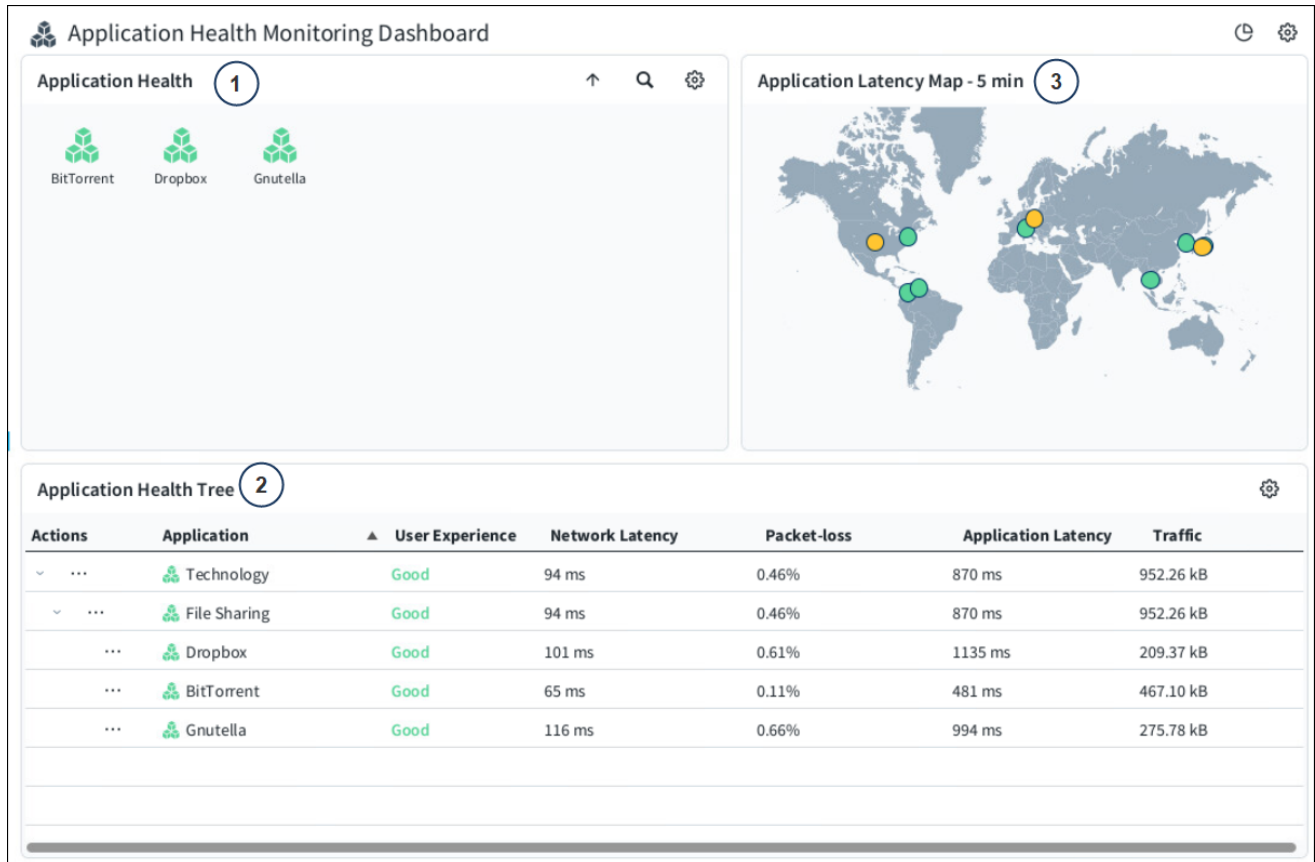 Application Health Monitoring Dashboard
Application Health 1
BitTorrent Dropbox Gnutella
Application Latency Map - 5 min 3
Application Health Tree 2
Actions Application User Experience Network Latency Packet-loss Application Latency Traffic
Technology Good 94 ms 0.46% 870 ms 952.26 kB
File Sharing Good 94 ms 0.46% 870 ms 952.26 kB
Dropbox Good 101 ms 0.61% 1135 ms 209.37 kB
BitTorrent Good 65 ms 0.11% 481 ms 467.10 kB
Gnutella Good 116 ms 0.66% 994 ms 275.78 kB